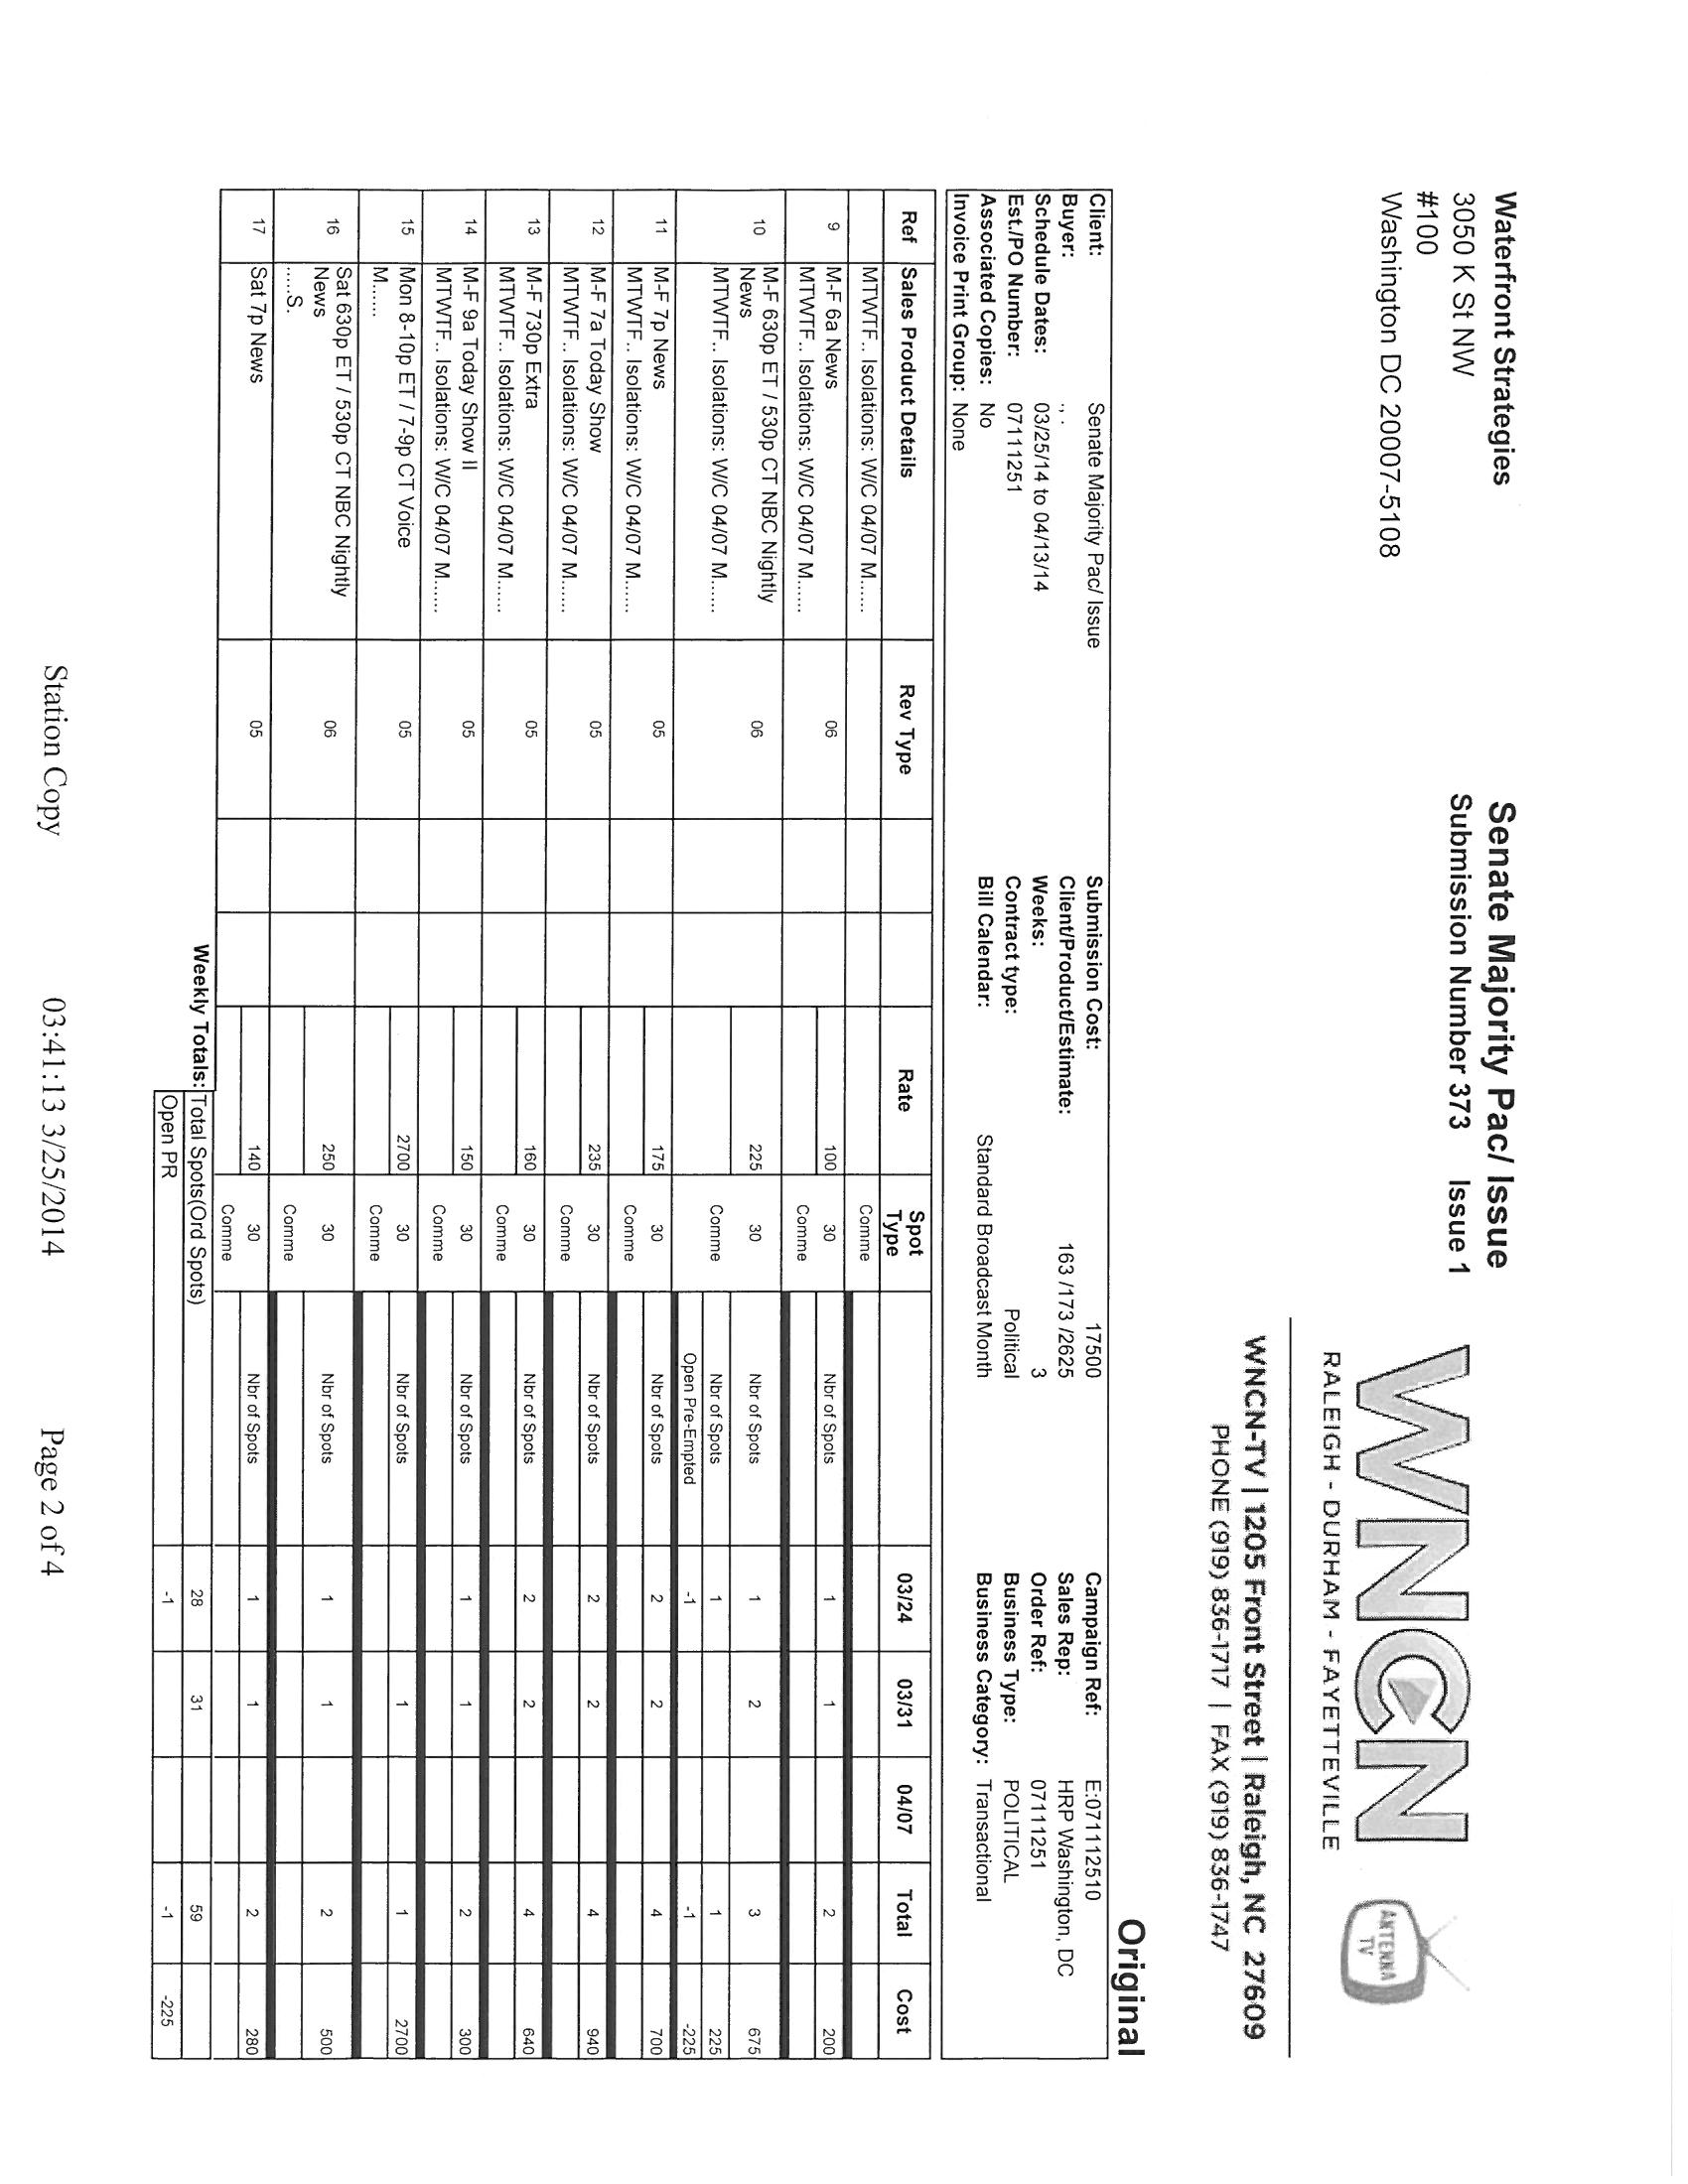 Waterfront Strategies
3050 K St NW
#100
Washington DC 20007-5108
Senate Majority Pac/ Issue
Submission Number 373 Issue 1
WNCN
RALEIGH - DURHAM - FAYETTEVILLE
ANTENNA
TV
WNCN-TV | 1205 Front Street | Raleigh, NC 27609
PHONE (919) 836-1717 | FAX (919) 836-1747
Original
Client: Senate Majority Pac/ Issue Submission Cost: 17500 Campaign Ref: E:071112510
Buyer: ., . Client/Product/Estimate: 163 /173 /2625 Sales Rep: HRP Washington, DC
Schedule Dates: 03/25/14 to 04/13/14 Weeks: 3 Order Ref: 07111251
Est./PO Number: 07111251 Contract type: Political Business Type: POLITICAL
Associated Copies: No Bill Calendar: Standard Broadcast Month Business Category: Transactional
Invoice Print Group: None
Ref Sales Product Details Rev Type Rate Spot Type 03/24 03/31 04/07 Total Cost
MTWTF.. Isolations: W/C 04/07 M...... Comme
9 M-F 6a News 06 100 30 Nbr of Spots 1 1 2 200
MTWTF.. Isolations: W/C 04/07 M...... Comme
10 M-F 630p ET / 530p CT NBC Nightly 06 225 30 Nbr of Spots 1 2 3 675
News
MTWTF.. Isolations: W/C 04/07 M...... Comme Nbr of Spots 1 1 225
Open Pre-Empted -1 -1 -225
11 M-F 7p News 05 175 30 Nbr of Spots 2 2 4 700
MTWTF.. Isolations: W/C 04/07 M...... Comme
12 M-F 7a Today Show 05 235 30 Nbr of Spots 2 2 4 940
MTWTF.. Isolations: W/C 04/07 M...... Comme
13 M-F 730p Extra 05 160 30 Nbr of Spots 2 2 4 640
MTWTF.. Isolations: W/C 04/07 M...... Comme
14 M-F 9a Today Show II 05 150 30 Nbr of Spots 1 1 2 300
MTWTF.. Isolations: W/C 04/07 M...... Comme
15 Mon 8-10p ET / 7-9p CT Voice 05 2700 30 Nbr of Spots 1 1 2700
M...... Comme
16 Sat 630p ET / 530p CT NBC Nightly 06 250 30 Nbr of Spots 1 1 2 500
News
.....S. Comme
17 Sat 7p News 05 140 30 Nbr of Spots 1 1 2 280
Comme
Weekly Totals: Total Spots(Ord Spots) 28 31 59
Open PR -1 -1 -225
Station Copy 03:41:13 3/25/2014 Page 2 of 4